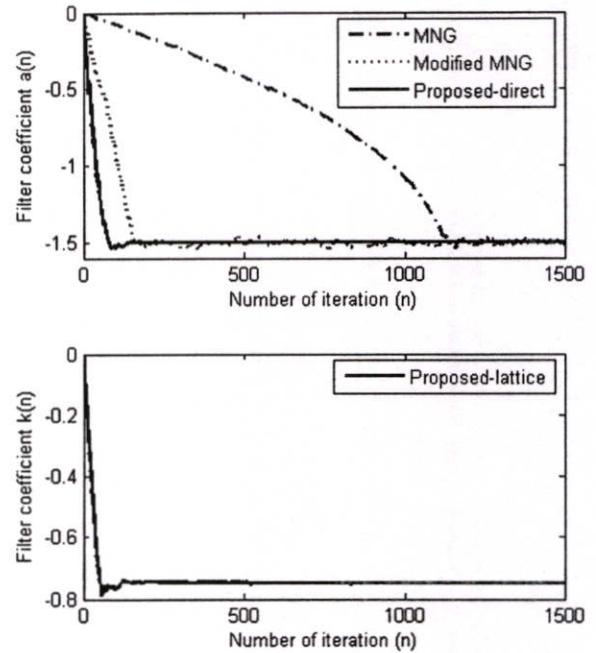 0
-0.5
-1
-1.5
Filter coefficient a(n)
MNG
Modified MNG
Proposed-direct
0 500 1000 1500
Number of iteration (n)
0
-0.2
-0.4
-0.6
-0.8
Filter coefficient k(n)
Proposed-lattice
0 500 1000 1500
Number of iteration (n)